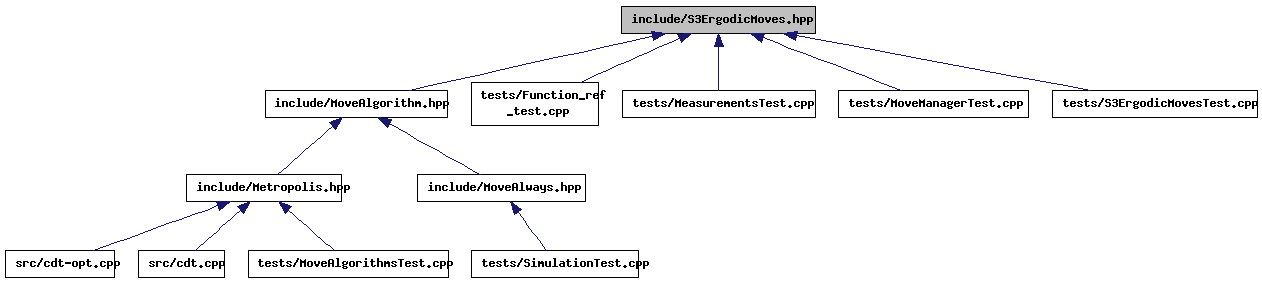 include/S3ErgodicMoves.hpp
include/MoveAlgorithm.hpp
tests/Function_ref
_test.cpp
tests/MeasurementsTest.cpp
tests/MoveManagerTest.cpp
tests/S3ErgodicMovesTest.cpp
include/Metropolis.hpp
include/MoveAlways.hpp
src/cdt-opt.cpp
src/cdt.cpp
tests/MoveAlgorithmsTest.cpp
tests/SimulationTest.cpp